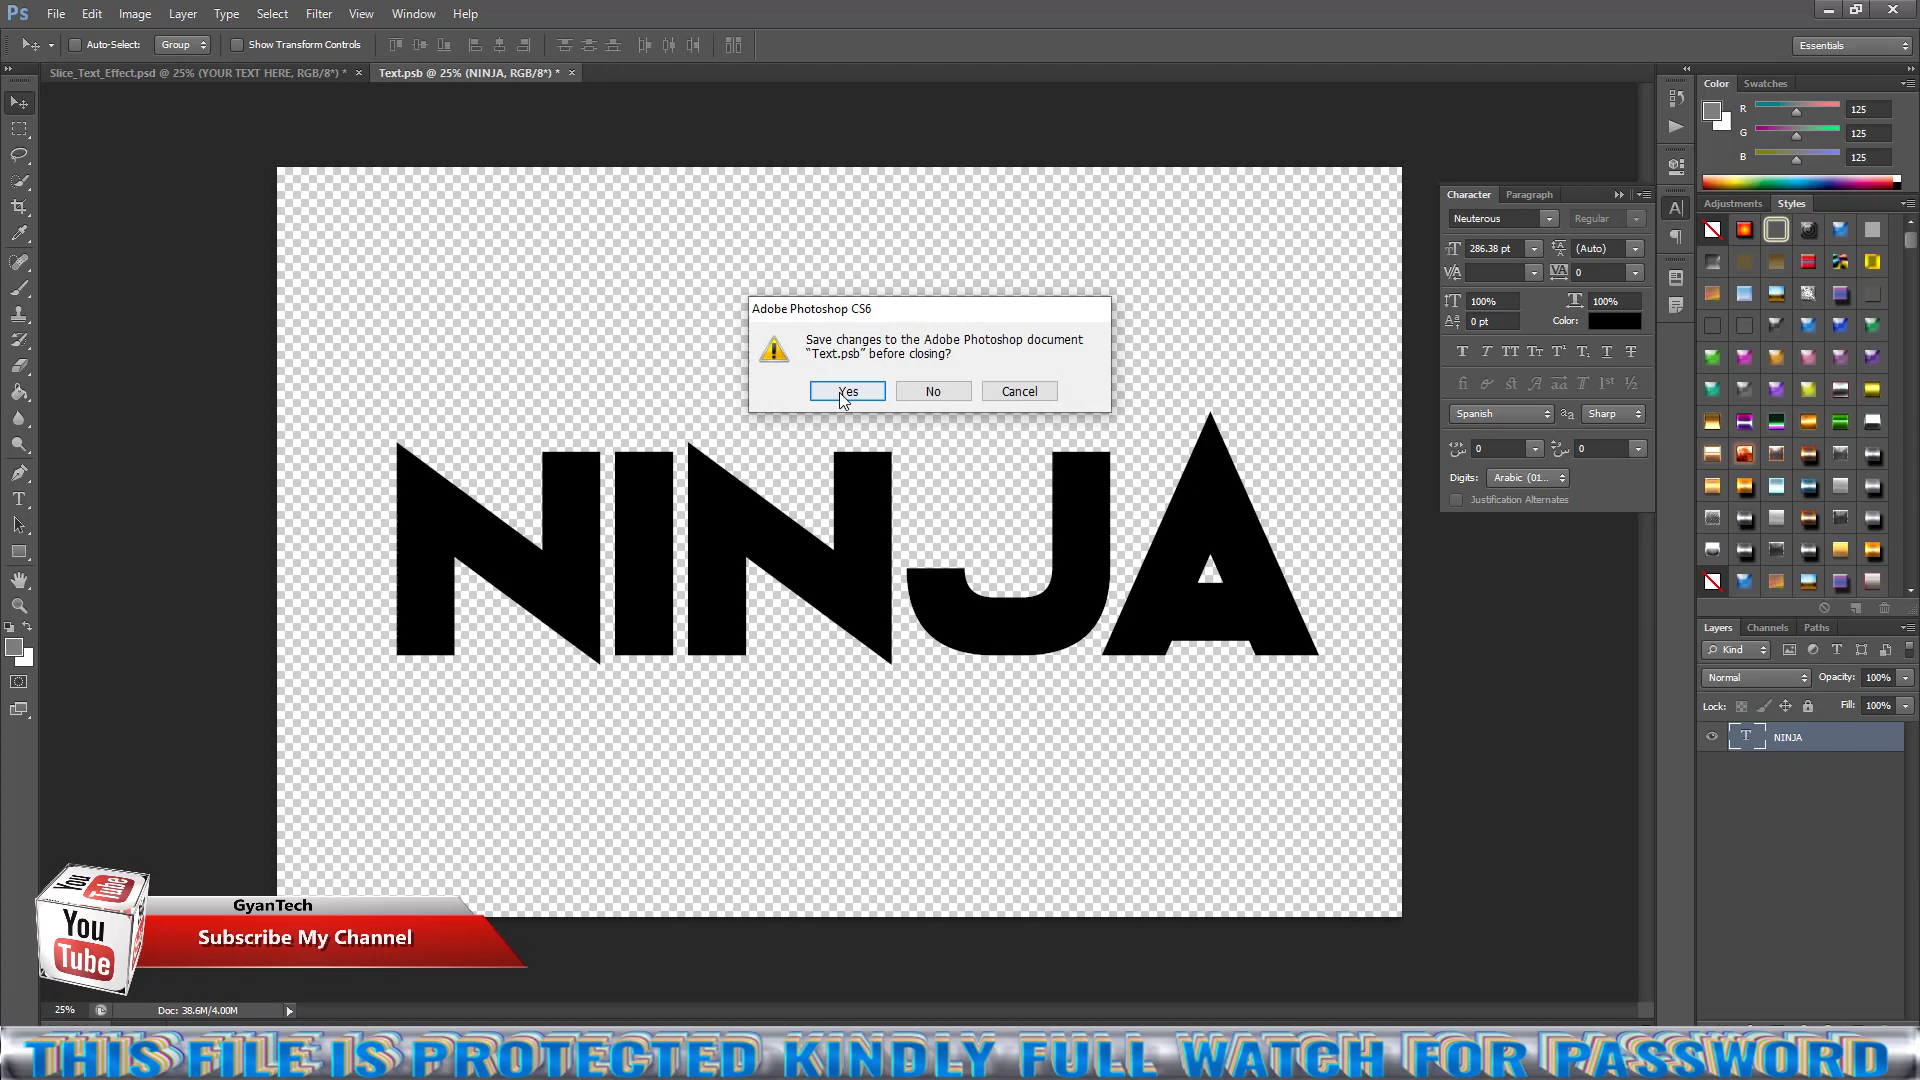 Ps File Edit Image Layer Type Select Filter View Window Help
Auto-Select: Group Show Transform Controls Essentials
Slice_Text_Effect.psd @ 25% (YOUR TEXT HERE, RGB/8*) * × Text.psb @ 25% (NINJA, RGB/8*) * ×
Color Swatches
R 125
G 125
B 125
Character Paragraph
Neuterous Regular
286.38 pt (Auto)
0
100% 100%
0 pt Color:
Spanish aa Sharp
0 0
Digits: Arabic (01...
Justification Alternates
Adjustments Styles
Adobe Photoshop CS6
Save changes to the Adobe Photoshop document
“Text.psb” before closing?
Yes No Cancel
NINJA
Layers Channels Paths
Kind
Normal Opacity: 100%
Lock: Fill: 100%
NINJA
You Tube
You Tube
GyanTech
Subscribe My Channel
25% Doc: 38.6M/4.00M
THIS FILE IS PROTECTED KINDLY FULL WATCH FOR PASSWORD